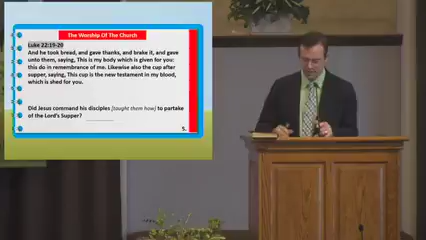 The Worship Of The Church
Luke 22:19-20
And he took bread, and gave thanks, and brake it, and gave
unto them, saying, This is my body which is given for you:
this do in remembrance of me. Likewise also the cup after
supper, saying, This cup is the new testament in my blood,
which is shed for you.
Did Jesus command his disciples [taught them how] to partake
of the Lord's Supper? __________
5.